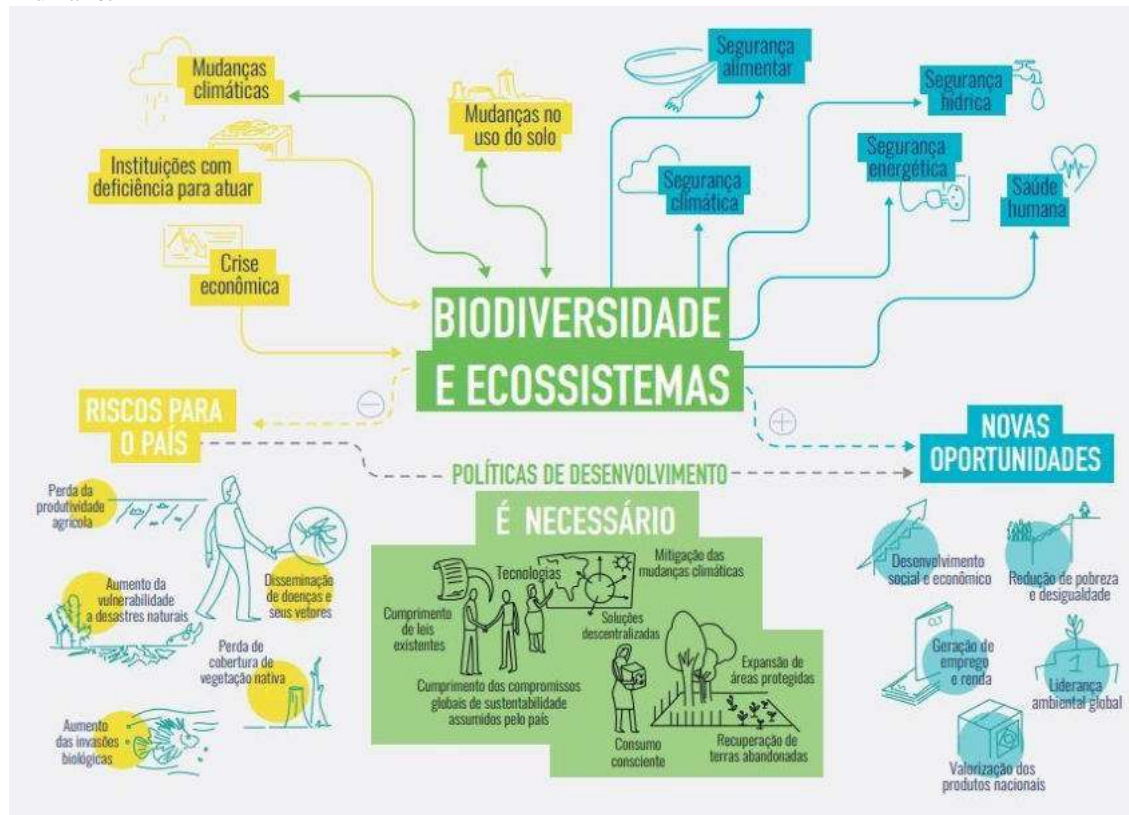 Mudanças
climáticas
Instituições com
deficiência para atuar
Crise
econômica
Mudanças no
uso do solo
Segurança
alimentar
Segurança
climática
Segurança
hídrica
Segurança
energética
Saúde
humana
BIODIVERSIDADE
E ECOSSISTEMAS
RISCOS PARA
O PAÍS
Perda da
produtividade
agrícola
Disseminação
de doenças e
seus vetores
Aumento da
vulnerabilidade
a desastres naturais
Perda de
cobertura de
vegetação nativa
Aumento
das invasões
biológicas
POLÍTICAS DE DESENVOLVIMENTO
É NECESSÁRIO
Cumprimento
de leis
existentes
Tecnologias
Mitigação das
mudanças climáticas
Soluções
descentralizadas
Cumprimento dos compromissos
globais de sustentabilidade
assumidos pelo país
Consumo
consciente
Expansão de
áreas protegidas
Recuperação de
terras abandonadas
NOVAS
OPORTUNIDADES
Desenvolvimento
social e econômico
Redução de pobreza
e desigualdade
Geração de
emprego
e renda
1
Liderança
ambiental global
Valorização dos
produtos nacionais